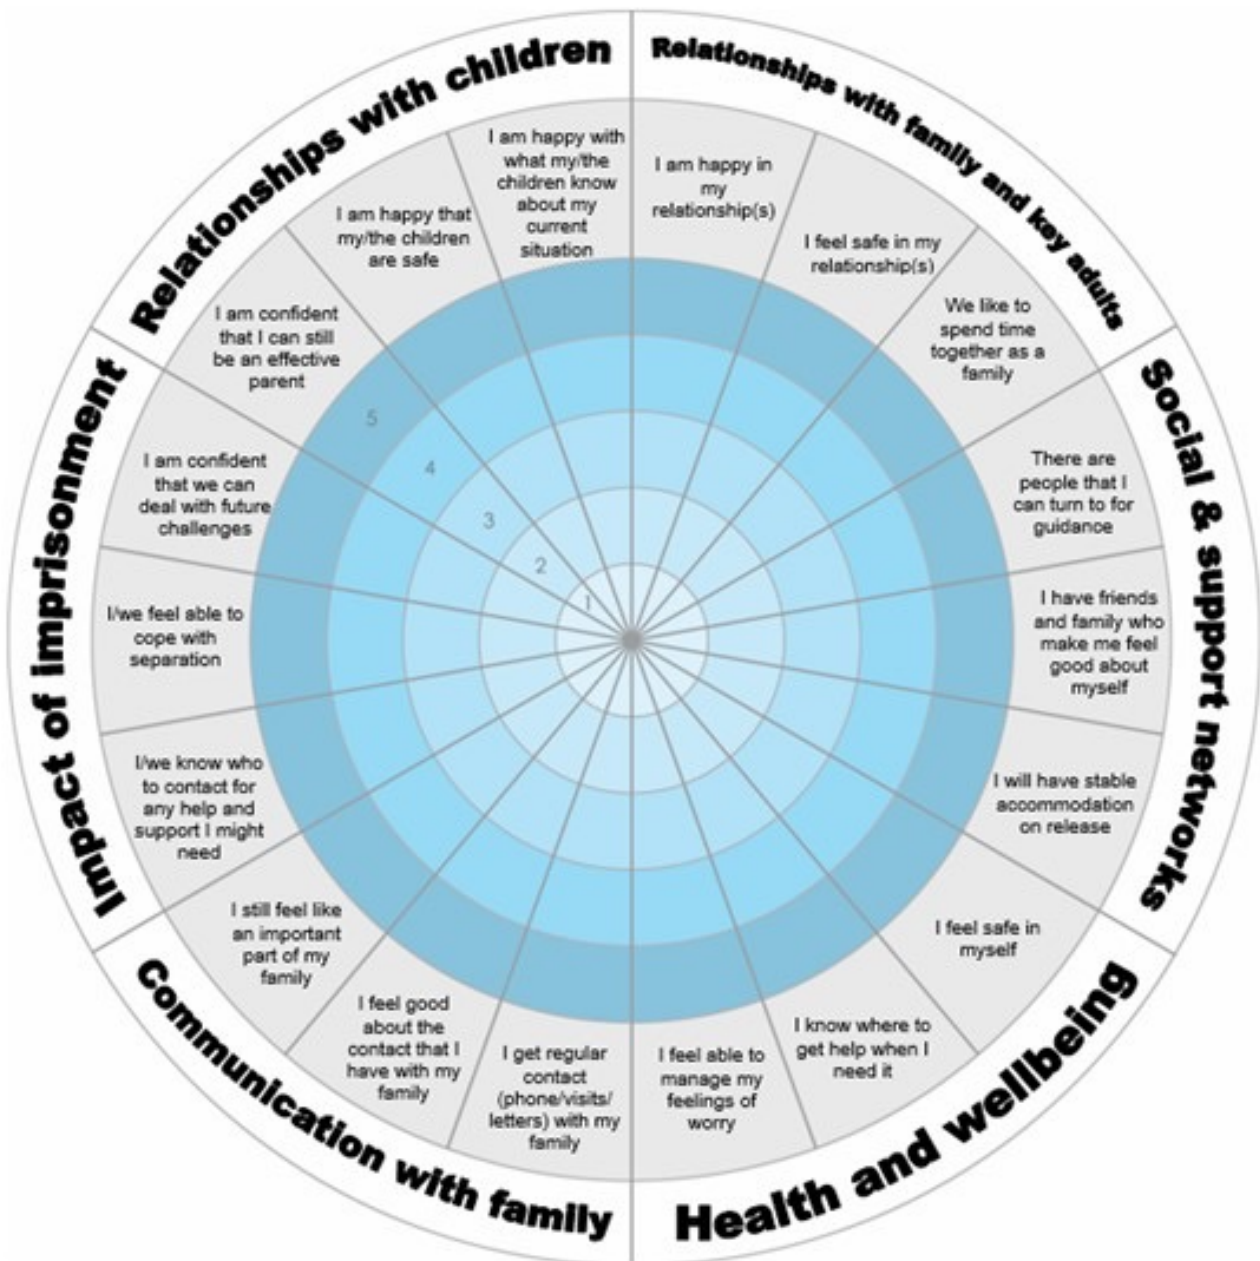 Relationships with children
Relationships with family and key adults
Social & support networks
Health and wellbeing
Communication with family
Impact of imprisonment
I am happy with
what my/the
children know
about my
current
situation
I am happy in
my
relationship(s)
I feel safe in my
relationship(s)
We like to
spend time
together as a
family
There are
people that I
can turn to for
guidance
I have friends
and family who
make me feel
good about
myself
I will have stable
accommodation
on release
I feel safe in
myself
I know where to
get help when I
need it
I feel able to
manage my
feelings of
worry
I get regular
contact
(phone/visits/
letters) with my
family
I feel good
about the
contact that I
have with my
family
I still feel like
an important
part of my
family
I/we know who
to contact for
any help and
support I might
need
I/we feel able to
cope with
separation
I am confident
that we can
deal with future
challenges
I am confident
that I can still
be an effective
parent
I am happy that
my/the children
are safe
5
4
3
2
1